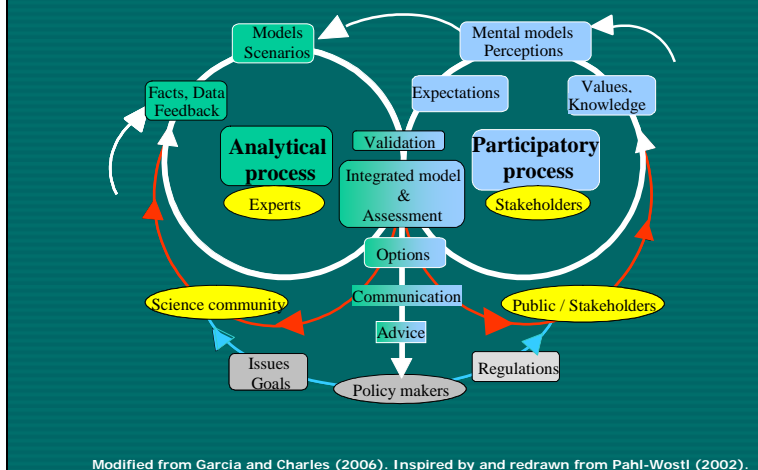 Models
Scenarios
Mental models
Perceptions
Facts, Data
Feedback
Expectations
Values,
Knowledge
Validation
Analytical
process
Participatory
process
Integrated model
&
Assessment
Experts
Stakeholders
Options
Science community
Communication
Public / Stakeholders
Advice
Issues
Goals
Policy makers
Regulations
Modified from Garcia and Charles (2006). Inspired by and redrawn from Pahl-Wostl (2002).